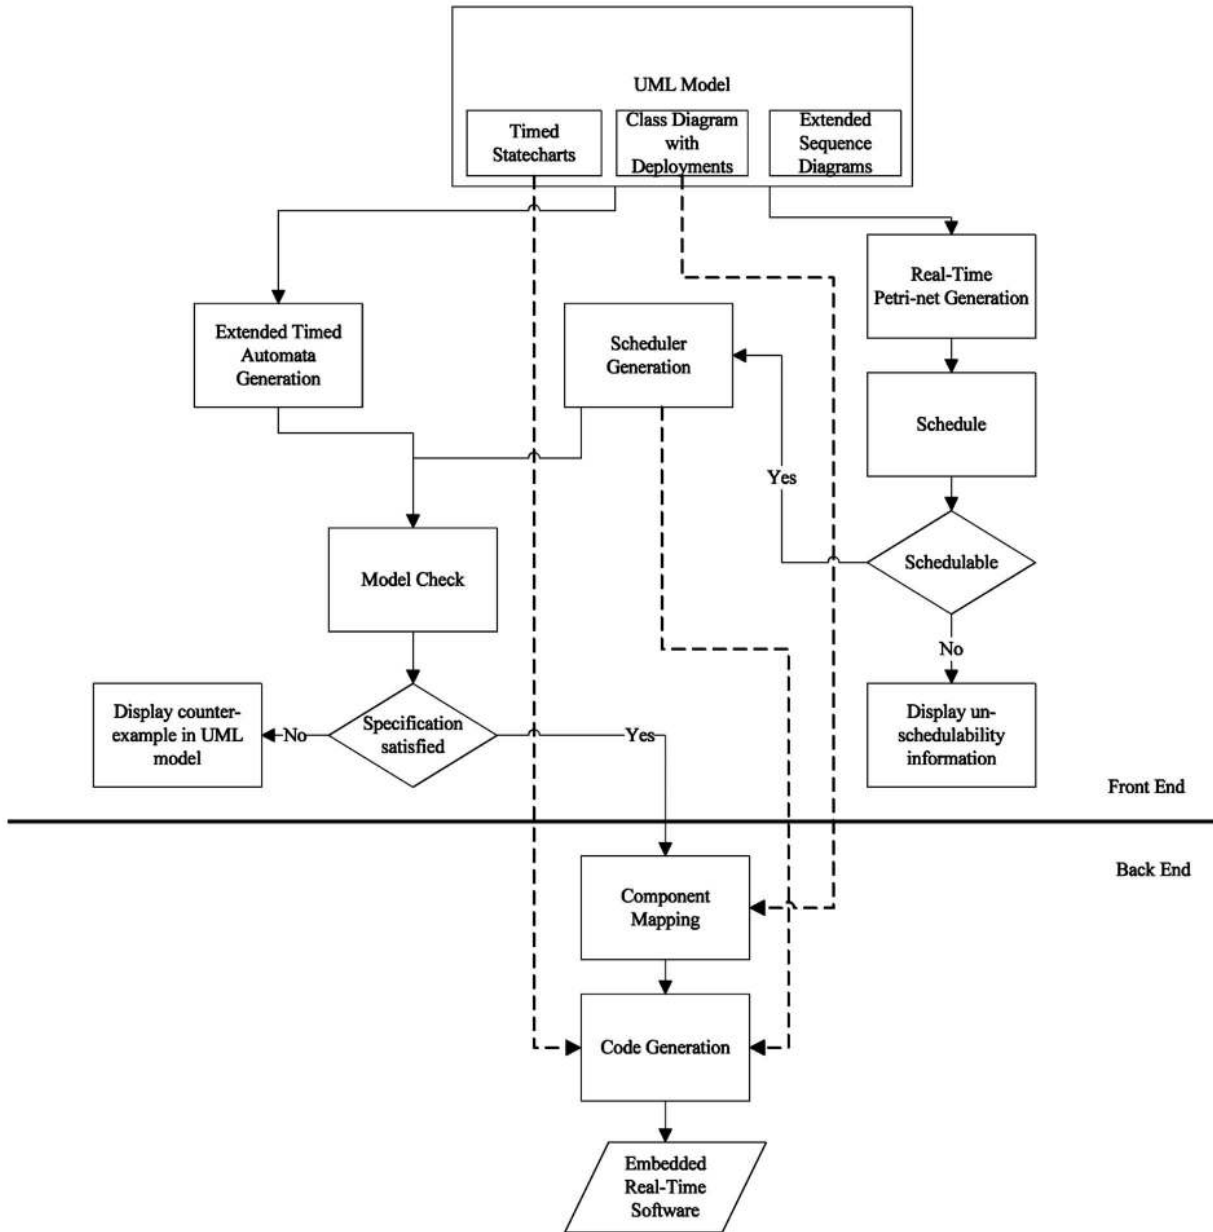 UML Model
Timed
Statecharts
Class Diagram
with
Deployments
Extended
Sequence
Diagrams
Real-Time
Petri-net Generation
Extended Timed
Automata
Generation
Scheduler
Generation
Schedule
Yes
Schedulable
Model Check
No
Display counter-
example in UML
model
No
Specification
satisfied
Yes
Display un-
schedulability
information
Front End
Back End
Component
Mapping
Code Generation
Embedded
Real-Time
Software